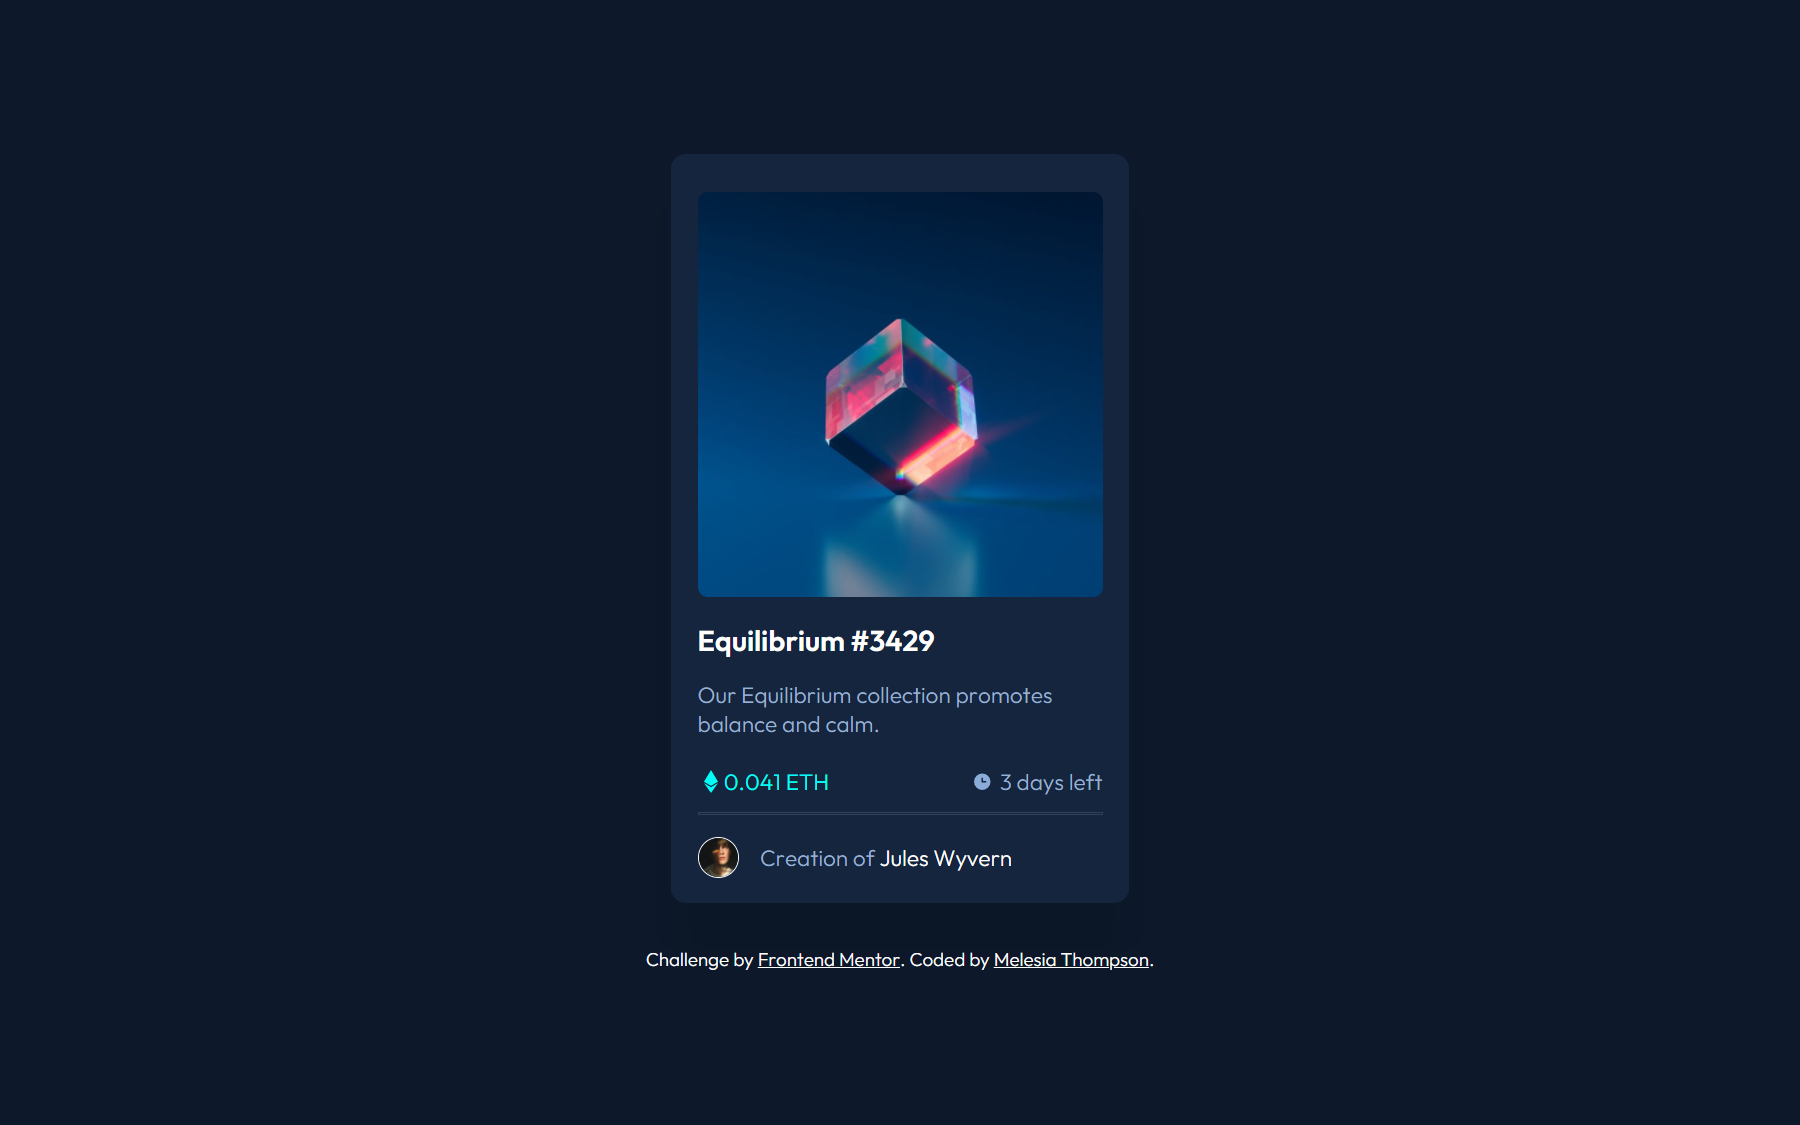 Equilibrium #3429
Our Equilibrium collection promotes
balance and calm.
0.041 ETH
3 days left
Creation of Jules Wyvern
Challenge by Frontend Mentor. Coded by Melesia Thompson.